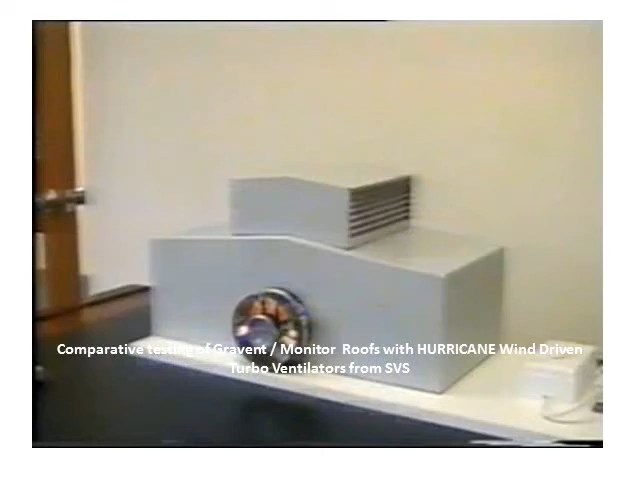 Comparative testing of Gravent / Monitor  Roofs with HURRICANE Wind Driven
Turbo Ventilators from SVS